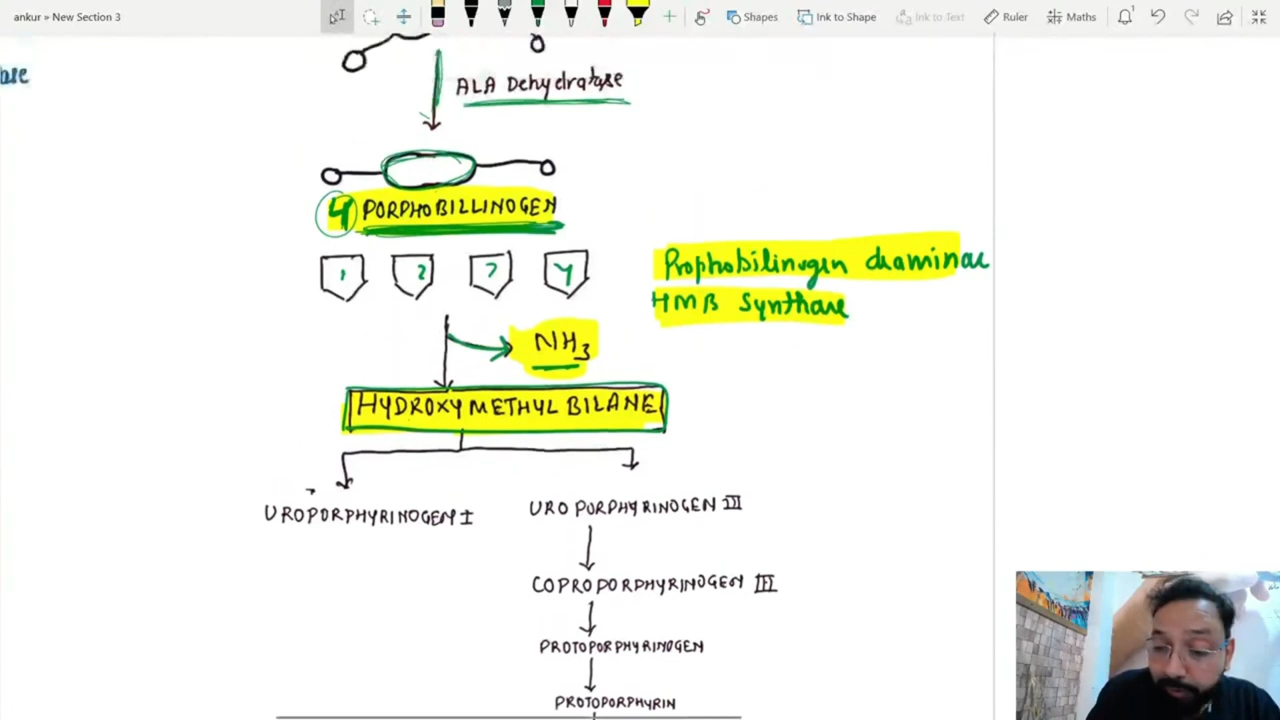 ankur » New Section 3
Shapes
Ink to Shape
Ink to Text
Ruler
Maths
ALA Dehydratase
4 PORPHOBILLINOGEN
1 2 3 4
Prophobilinogen deaminase
HMB Synthase
NH3
HYDROXY METHYL BILANE
UROPORPHYRINOGEN I
URO PORPHYRINOGEN III
COPROPORPHYRINOGEN III
PROTOPORPHYRINOGEN
PROTOPORPHYRIN